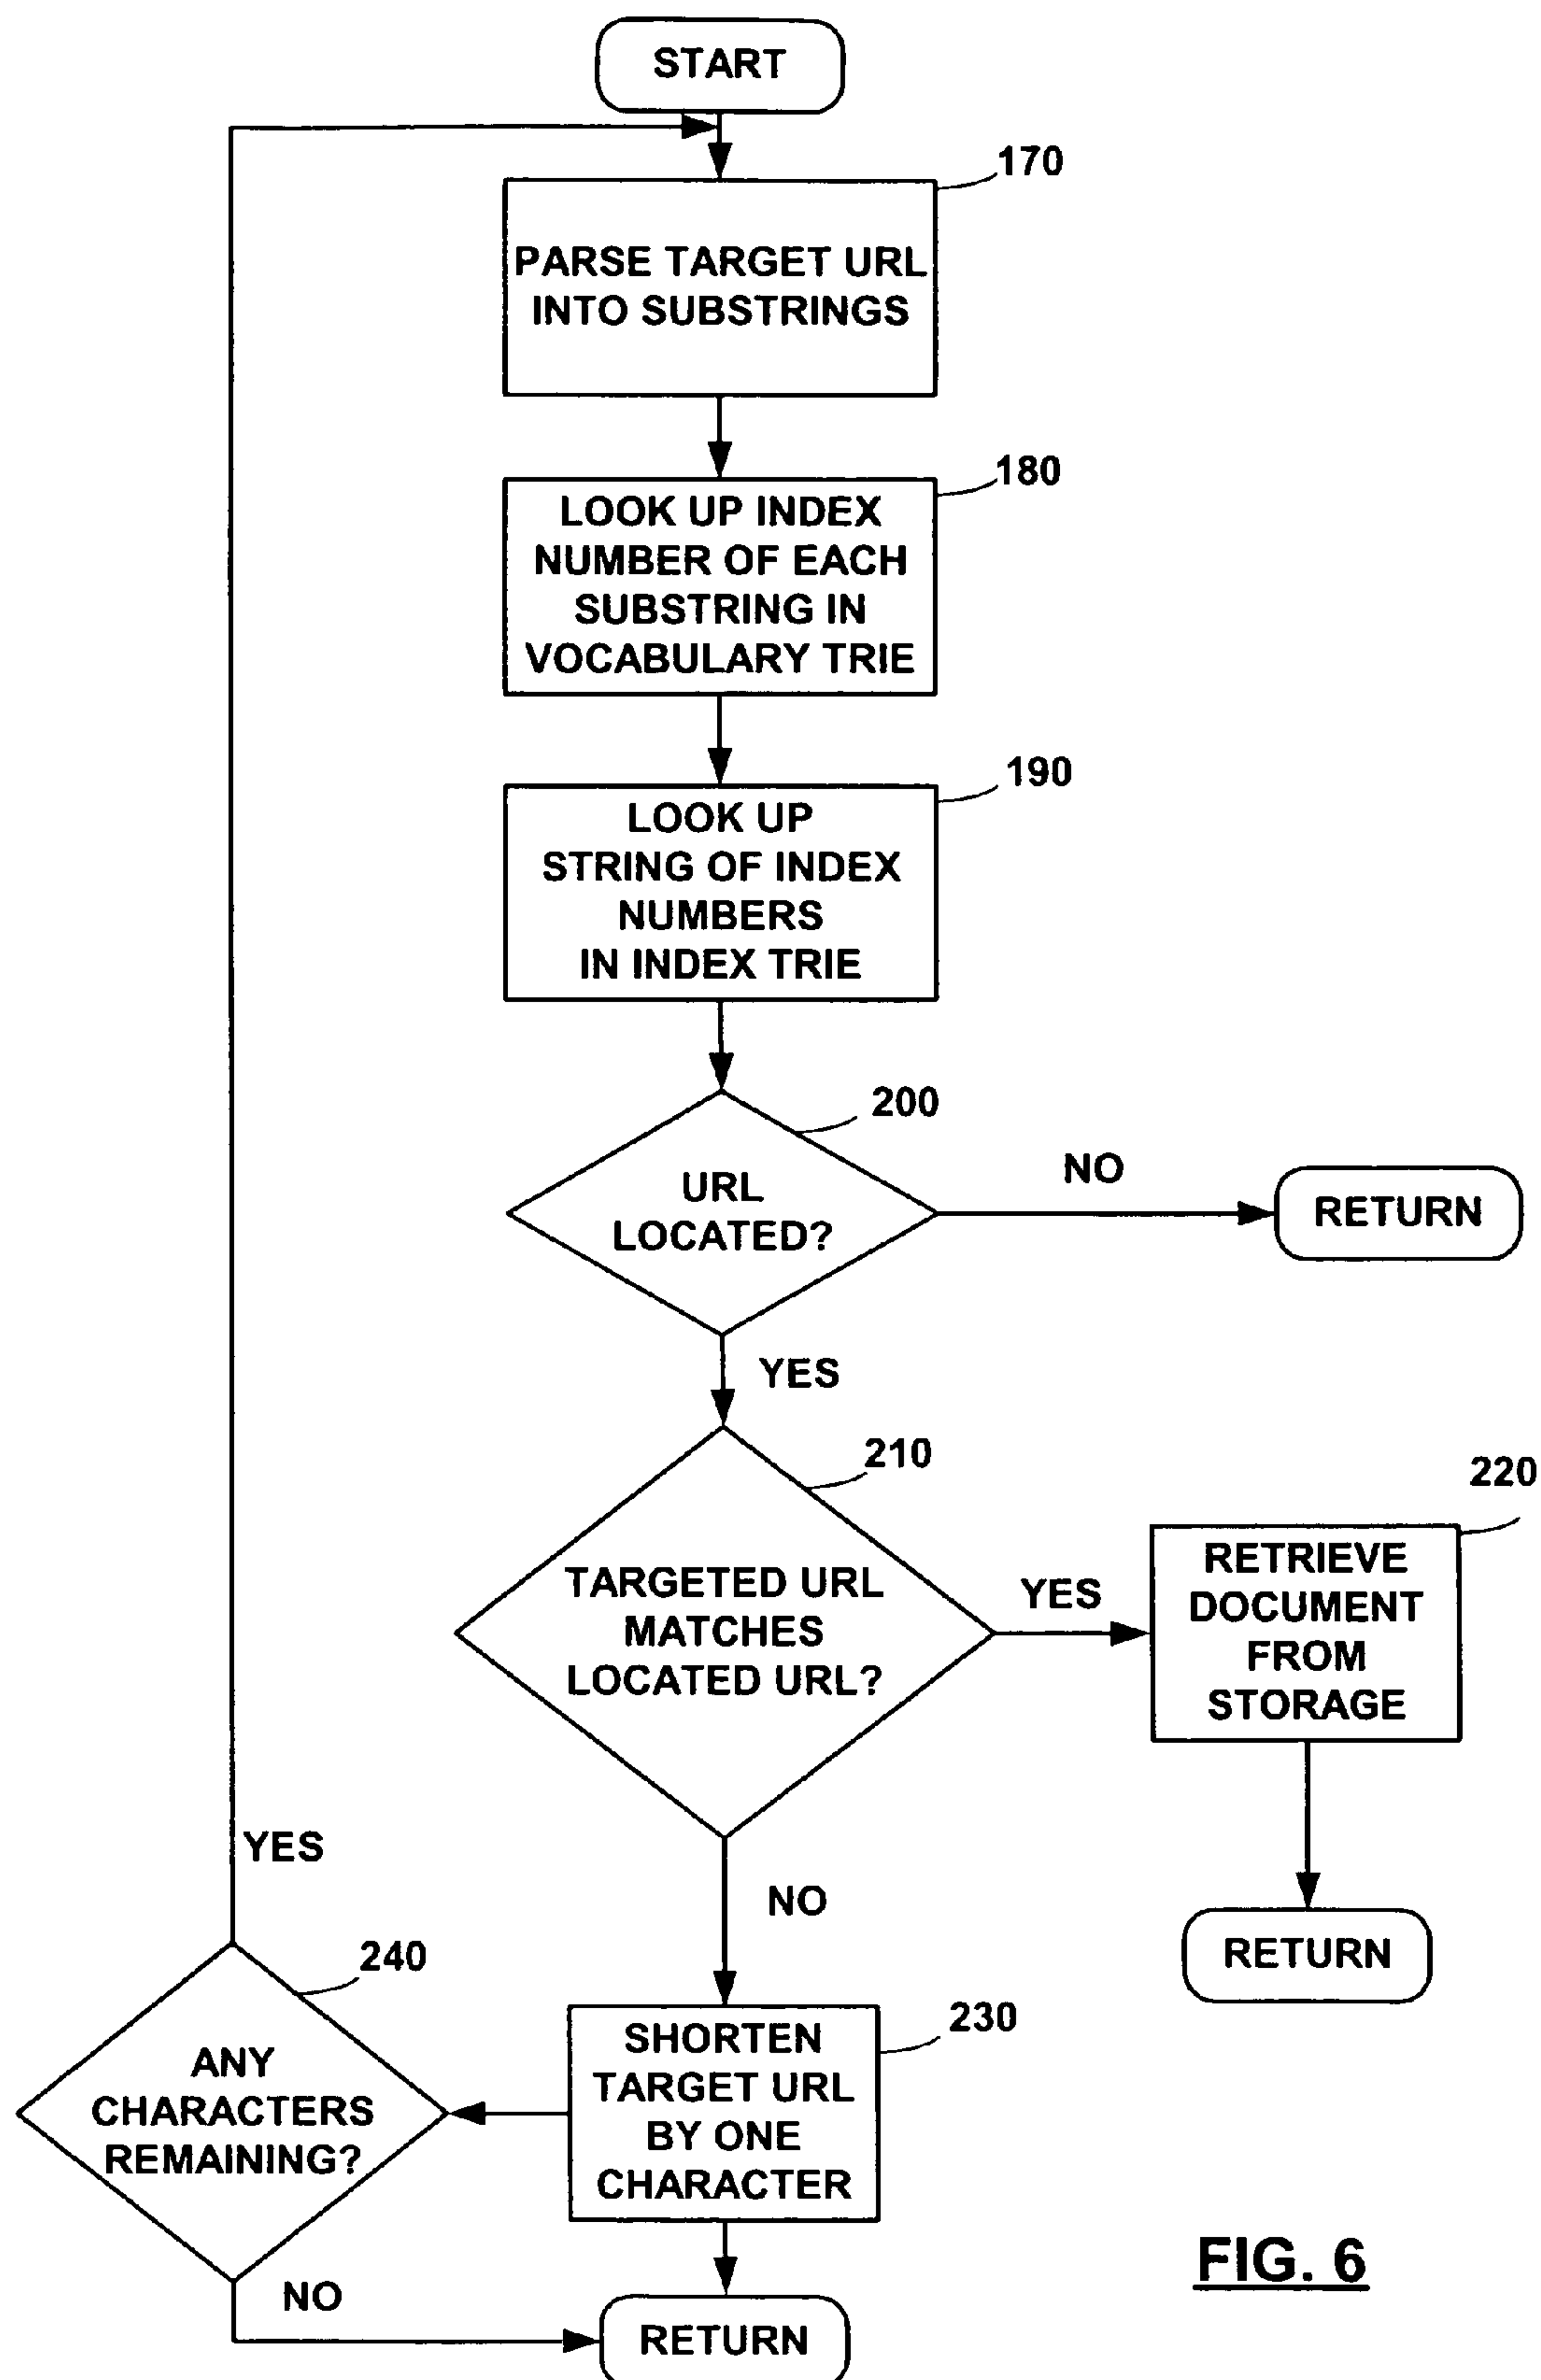 START
170
PARSE TARGET URL
INTO SUBSTRINGS
180
LOOK UP INDEX
NUMBER OF EACH
SUBSTRING IN
VOCABULARY TRIE
190
LOOK UP
STRING OF INDEX
NUMBERS
IN INDEX TRIE
200
URL
LOCATED?
NO
RETURN
YES
210
TARGETED URL
MATCHES
LOCATED URL?
YES
220
RETRIEVE
DOCUMENT
FROM
STORAGE
RETURN
NO
230
SHORTEN
TARGET URL
BY ONE
CHARACTER
240
ANY
CHARACTERS
REMAINING?
YES
NO
RETURN
FIG. 6